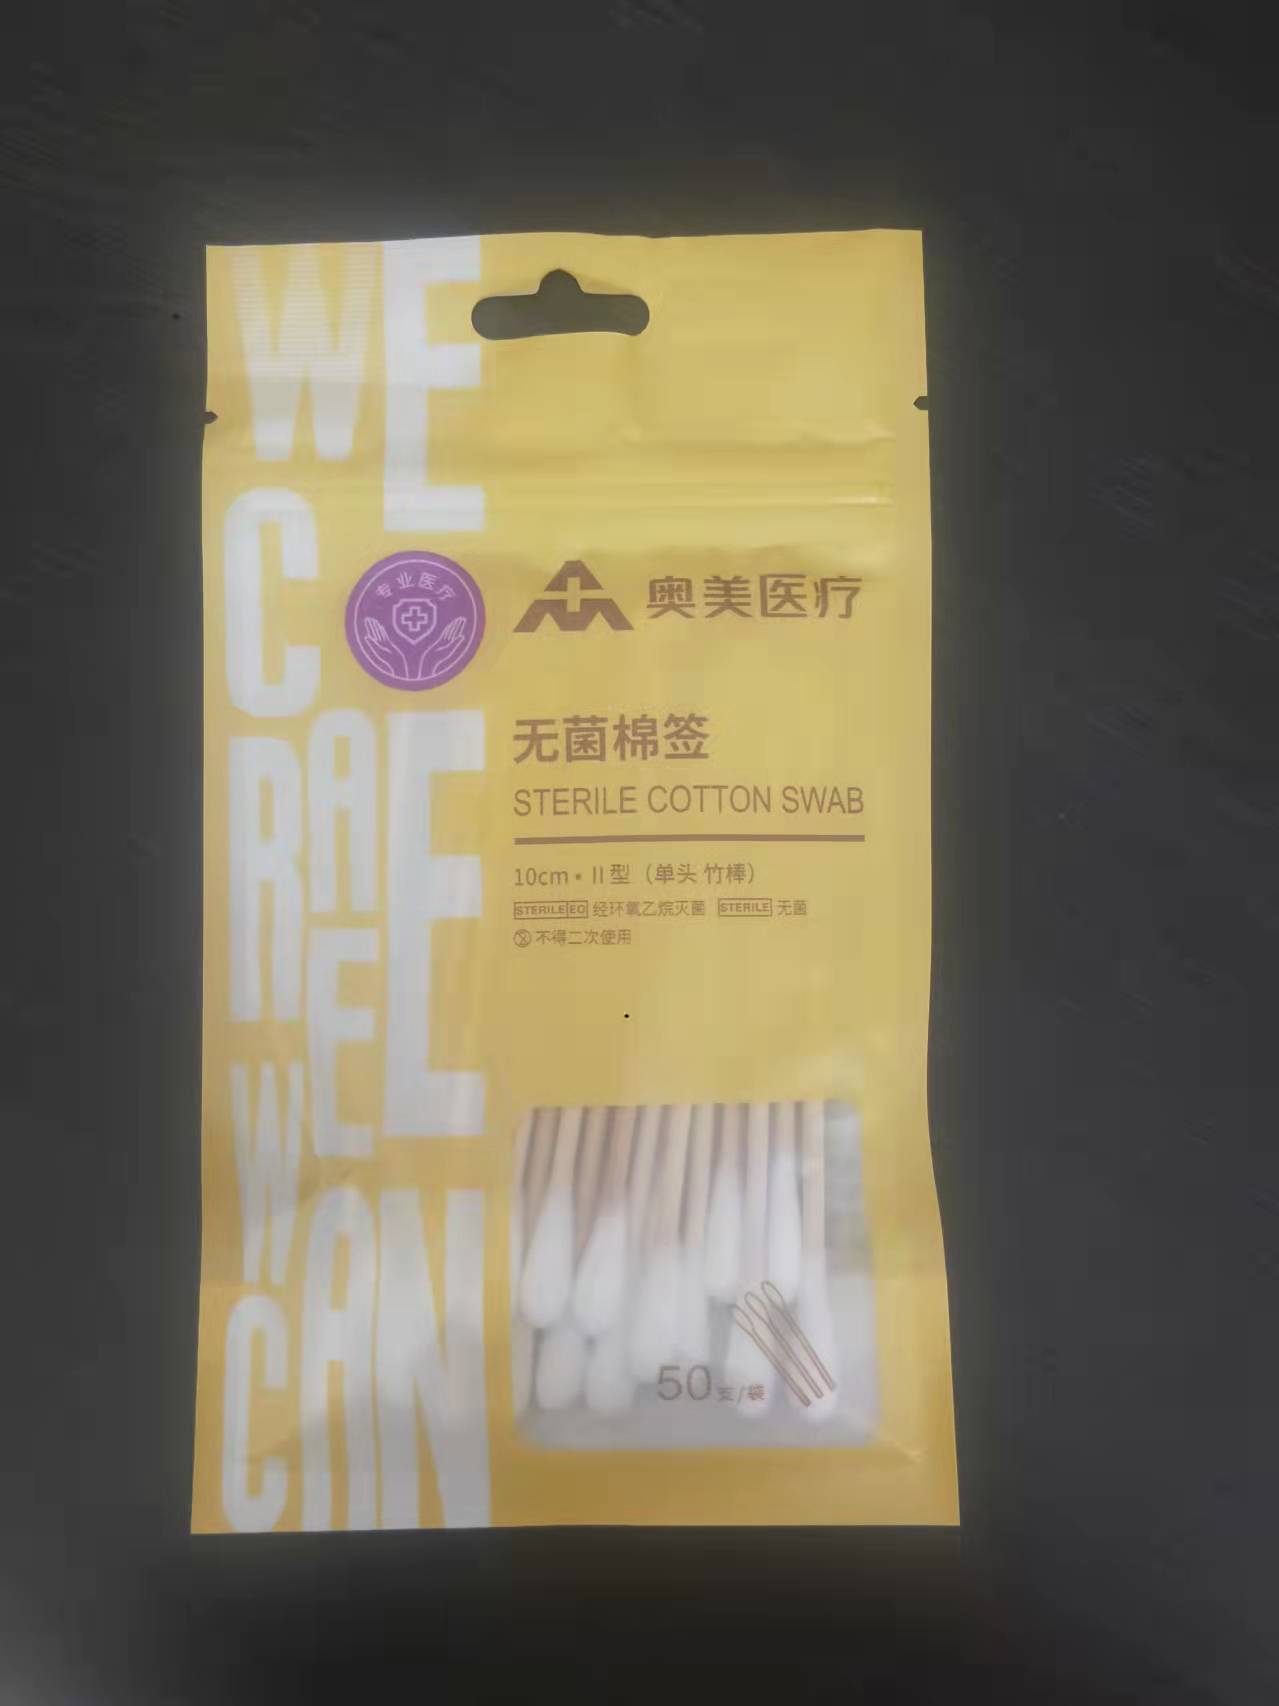 WE
CARE
WE
CAN
专业医疗
奥美医疗
无菌棉签
STERILE COTTON SWAB
10cm·II型（单头 竹棒）
STERILE EO 经环氧乙烷灭菌 STERILE 无菌
不得二次使用
50支/袋